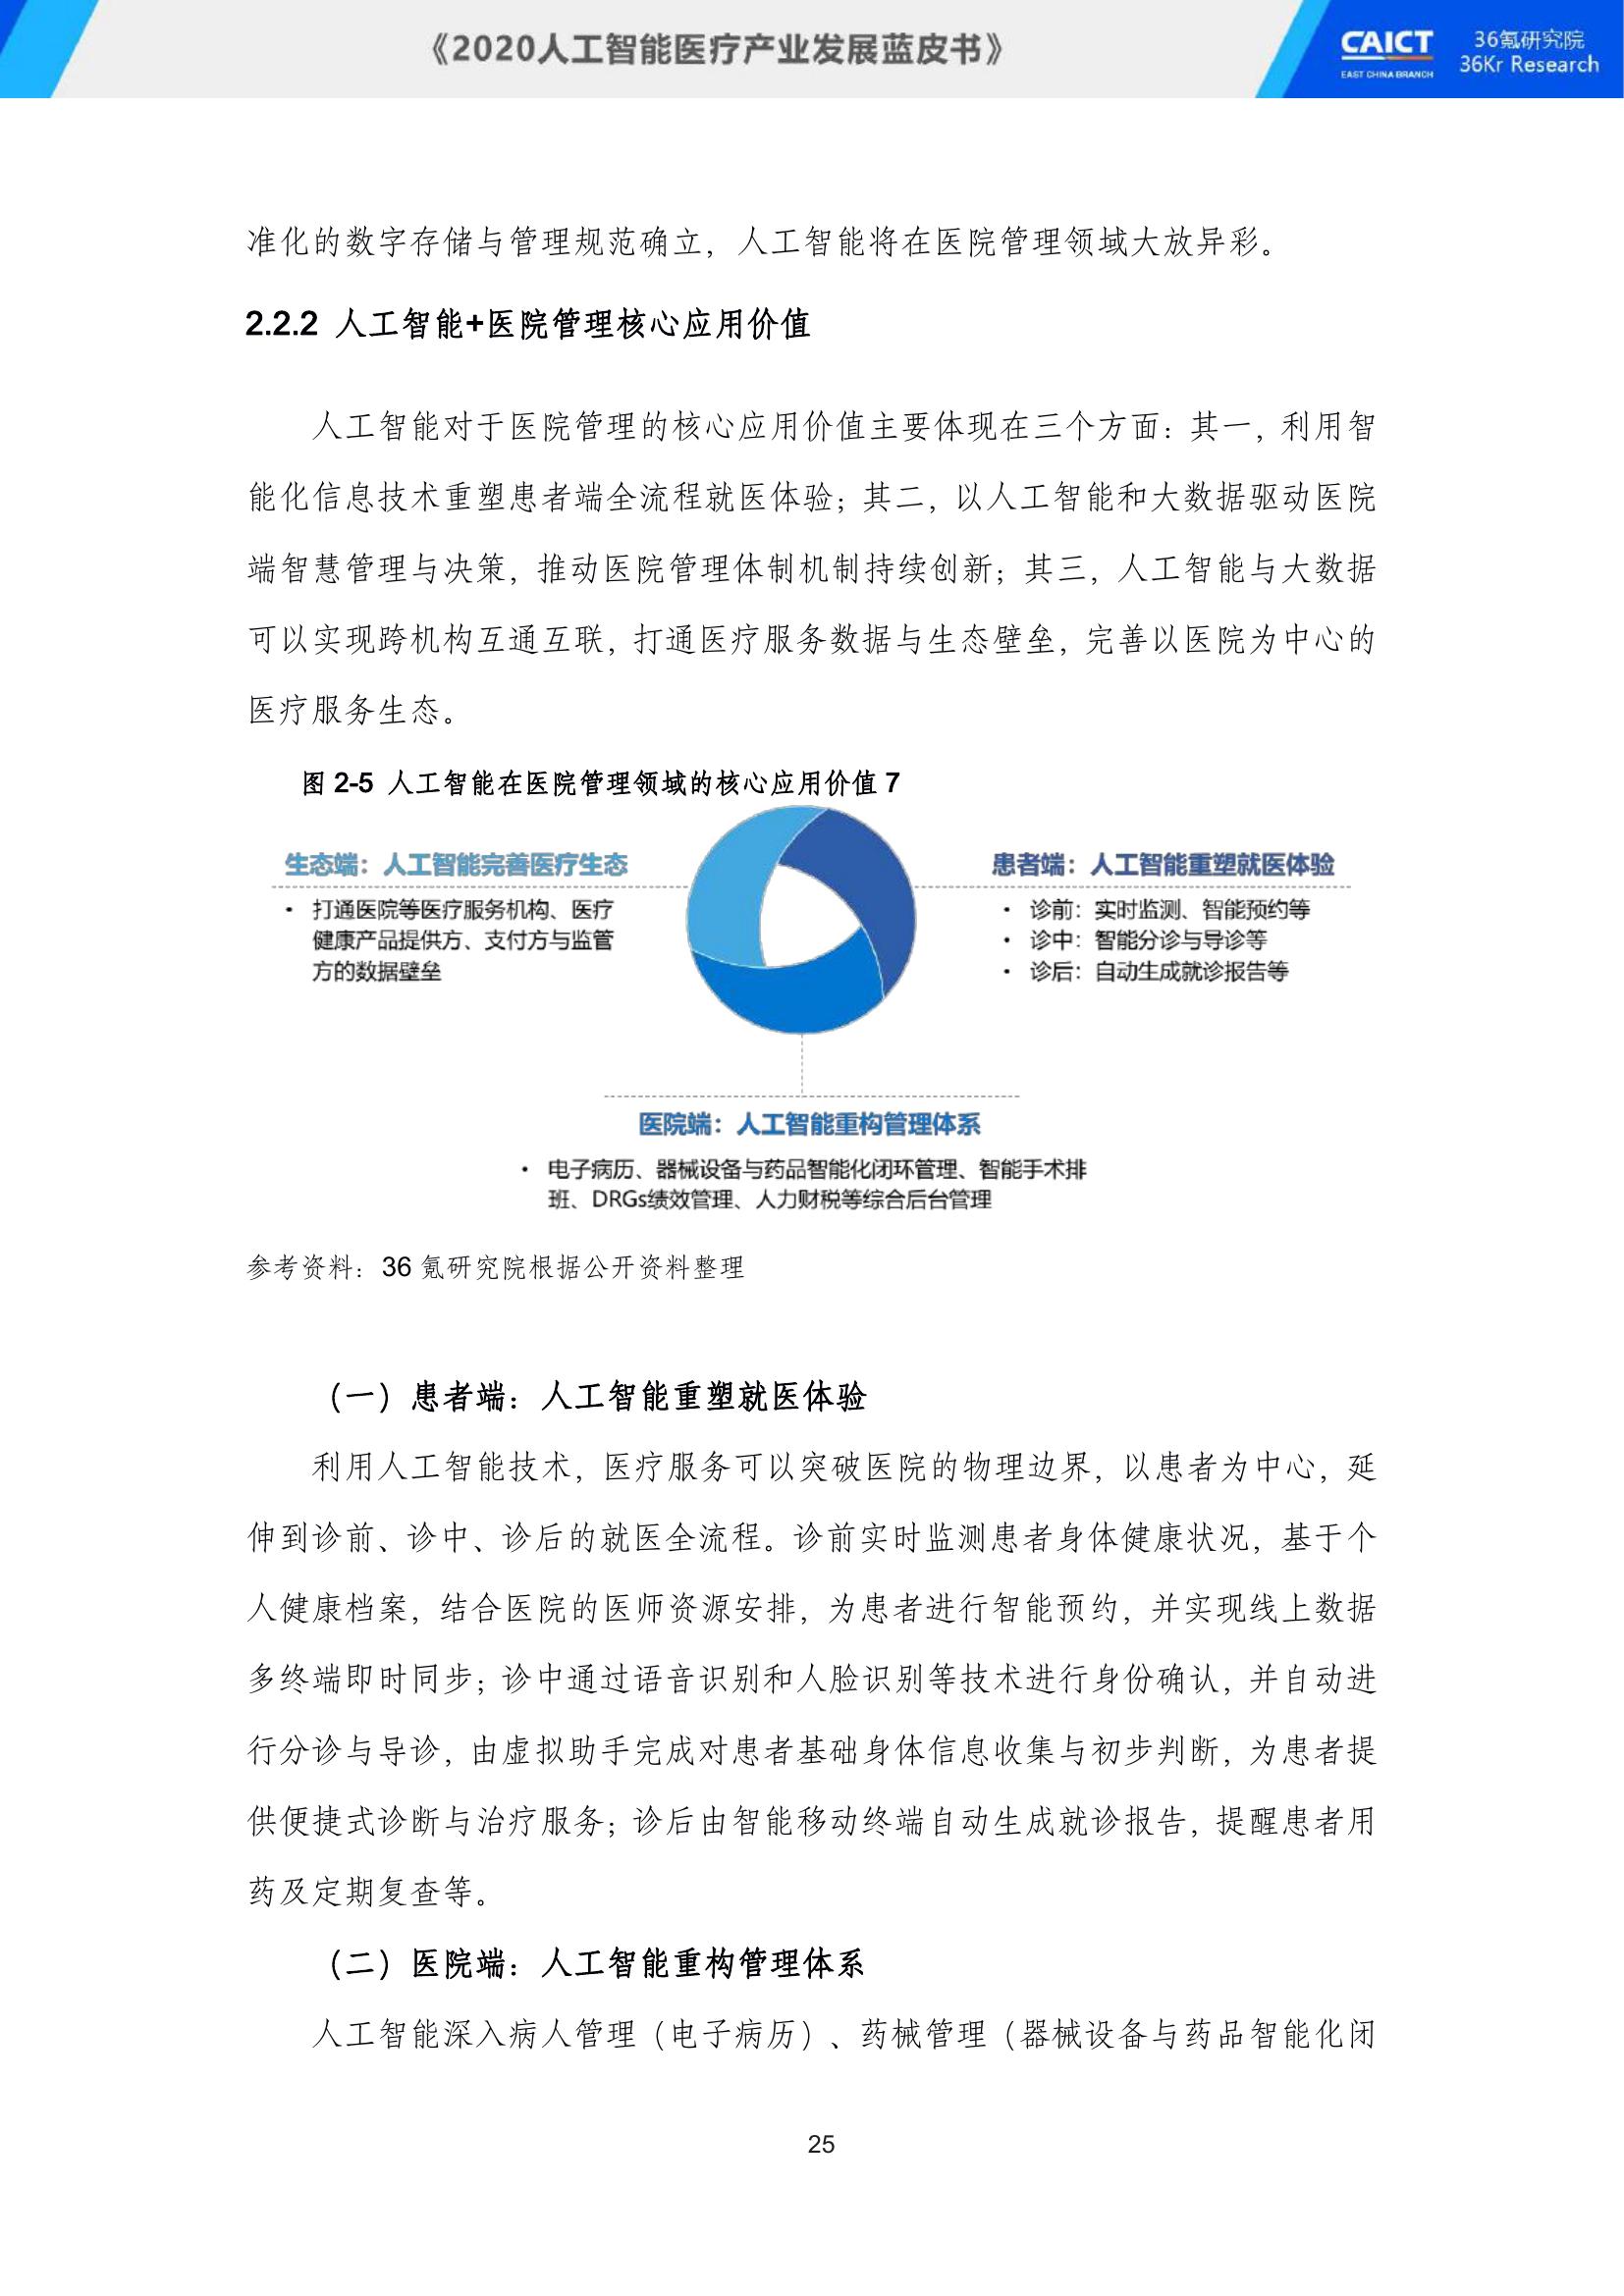 《2020人工智能医疗产业发展蓝皮书》
CAICT
EAST CHINA BRANCH
36氪研究院
36Kr Research
准化的数字存储与管理规范确立，人工智能将在医院管理领域大放异彩。
2.2.2 人工智能+医院管理核心应用价值
人工智能对于医院管理的核心应用价值主要体现在三个方面：其一，利用智
能化信息技术重塑患者端全流程就医体验；其二，以人工智能和大数据驱动医院
端智慧管理与决策，推动医院管理体制机制持续创新；其三，人工智能与大数据
可以实现跨机构互通互联，打通医疗服务数据与生态壁垒，完善以医院为中心的
医疗服务生态。
图 2-5 人工智能在医院管理领域的核心应用价值 7
生态端：人工智能完善医疗生态
• 打通医院等医疗服务机构、医疗
健康产品提供方、支付方与监管
方的数据壁垒
患者端：人工智能重塑就医体验
• 诊前：实时监测、智能预约等
• 诊中：智能分诊与导诊等
• 诊后：自动生成就诊报告等
医院端：人工智能重构管理体系
• 电子病历、器械设备与药品智能化闭环管理、智能手术排
班、DRGs绩效管理、人力财税等综合后台管理
参考资料：36 氪研究院根据公开资料整理
（一）患者端：人工智能重塑就医体验
利用人工智能技术，医疗服务可以突破医院的物理边界，以患者为中心，延
伸到诊前、诊中、诊后的就医全流程。诊前实时监测患者身体健康状况，基于个
人健康档案，结合医院的医师资源安排，为患者进行智能预约，并实现线上数据
多终端即时同步；诊中通过语音识别和人脸识别等技术进行身份确认，并自动进
行分诊与导诊，由虚拟助手完成对患者基础身体信息收集与初步判断，为患者提
供便捷式诊断与治疗服务；诊后由智能移动终端自动生成就诊报告，提醒患者用
药及定期复查等。
（二）医院端：人工智能重构管理体系
人工智能深入病人管理（电子病历）、药械管理（器械设备与药品智能化闭
25